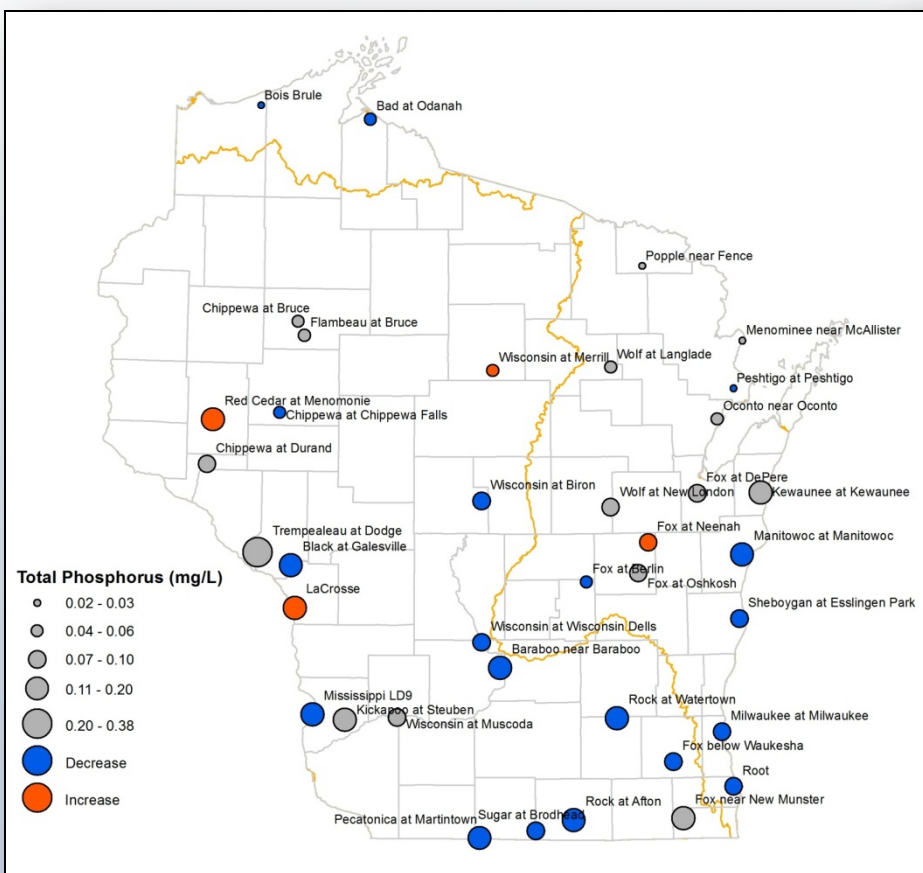 Bois Brule
Bad at Odanah
Popple near Fence
Chippewa at Bruce
Flambeau at Bruce
Menominee near McAllister
Wisconsin at Merrill
Wolf at Langlade
Peshtigo at Peshtigo
Red Cedar at Menomonie
Oconto near Oconto
Chippewa at Chippewa Falls
Chippewa at Durand
Fox at DePere
Wisconsin at Biron
Wolf at New London
Kewaunee at Kewaunee
Trempealeau at Dodge
Fox at Neenah
Manitowoc at Manitowoc
Black at Galesville
Fox at Berlin
Fox at Oshkosh
LaCrosse
Sheboygan at Esslingen Park
Wisconsin at Wisconsin Dells
Baraboo near Baraboo
Mississippi LD9
Kickapoo at Steuben
Wisconsin at Muscoda
Rock at Watertown
Milwaukee at Milwaukee
Fox below Waukesha
Root
Rock at Afton
Fox near New Munster
Sugar at Brodhead
Pecatonica at Martintown
Total Phosphorus (mg/L)
0.02 - 0.03
0.04 - 0.06
0.07 - 0.10
0.11 - 0.20
0.20 - 0.38
Decrease
Increase